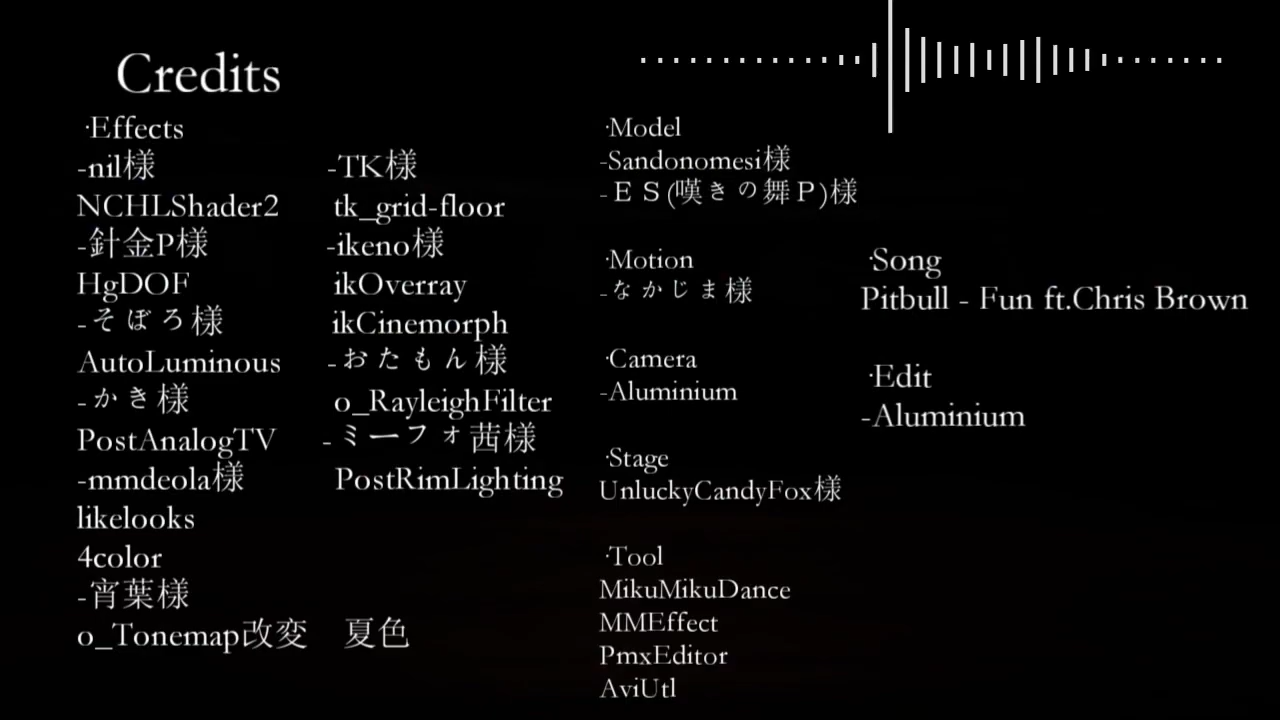 Credits
·Effects
-nil様
NCHLShader2
-針金P様
HgDOF
-そぼろ様
AutoLuminous
-かき様
PostAnalogTV
-mmdeola様
likelooks
4color
-宵葉様
o_Tonemap改変 夏色
-TK様
tk_grid-floor
-ikeno様
ikOverray
ikCinemorph
-おたもん様
o_RayleighFilter
-ミーフォ茜様
PostRimLighting
·Model
-Sandonomesi様
-ＥＳ(嘆きの舞Ｐ)様
·Motion
-なかじま様
·Camera
-Aluminium
·Stage
UnluckyCandyFox様
·Tool
MikuMikuDance
MMEffect
PmxEditor
AviUtl
·Song
Pitbull - Fun ft.Chris Brown
·Edit
-Aluminium